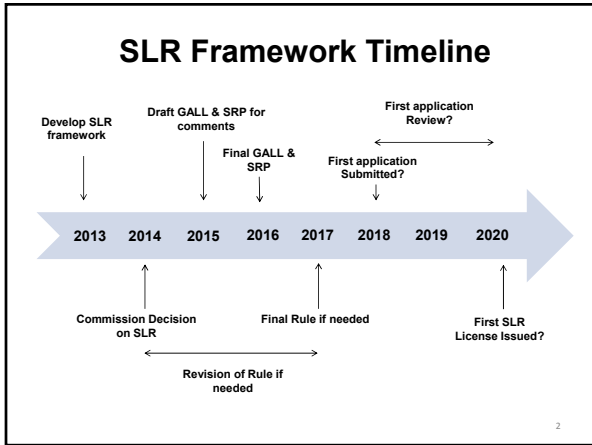 SLR Framework Timeline
Develop SLR
framework
Draft GALL & SRP for
comments
Final GALL &
SRP
First application
Review?
First application
Submitted?
2013 2014 2015 2016 2017 2018 2019 2020
Commission Decision
on SLR
Final Rule if needed
First SLR
License Issued?
Revision of Rule if
needed
2